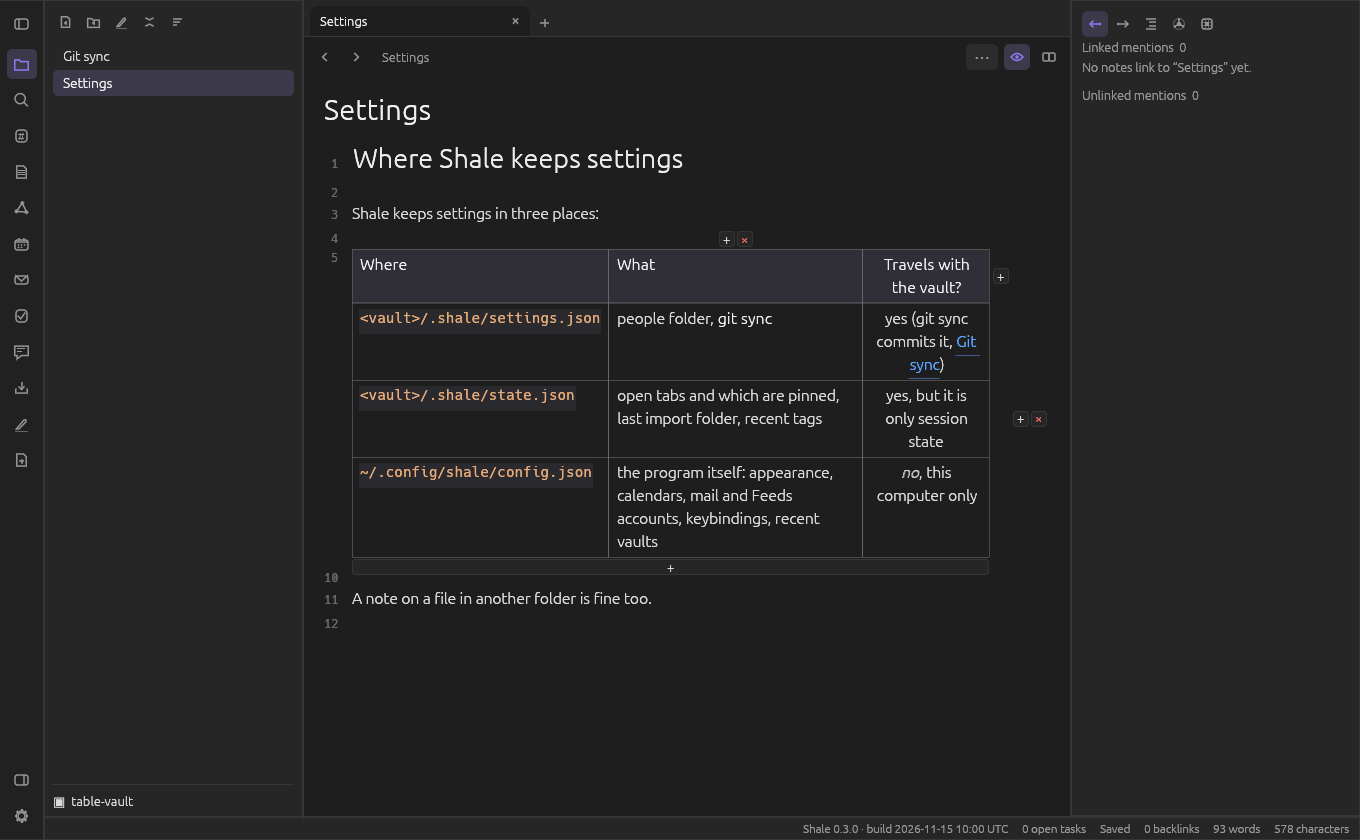 Settings
Git sync
Settings
Settings
Settings
Where Shale keeps settings
Shale keeps settings in three places:
Where
What
Travels with
the vault?
<vault>/.shale/settings.json
people folder, git sync
yes (git sync
commits it, Git
sync)
<vault>/.shale/state.json
open tabs and which are pinned,
last import folder, recent tags
yes, but it is
only session
state
~/.config/shale/config.json
the program itself: appearance,
calendars, mail and Feeds
accounts, keybindings, recent
vaults
no, this
computer only
A note on a file in another folder is fine too.
1
2
3
4
5
10
11
12
Linked mentions 0
No notes link to “Settings” yet.
Unlinked mentions 0
table-vault
Shale 0.3.0 · build 2026-11-15 10:00 UTC 0 open tasks Saved 0 backlinks 93 words 578 characters